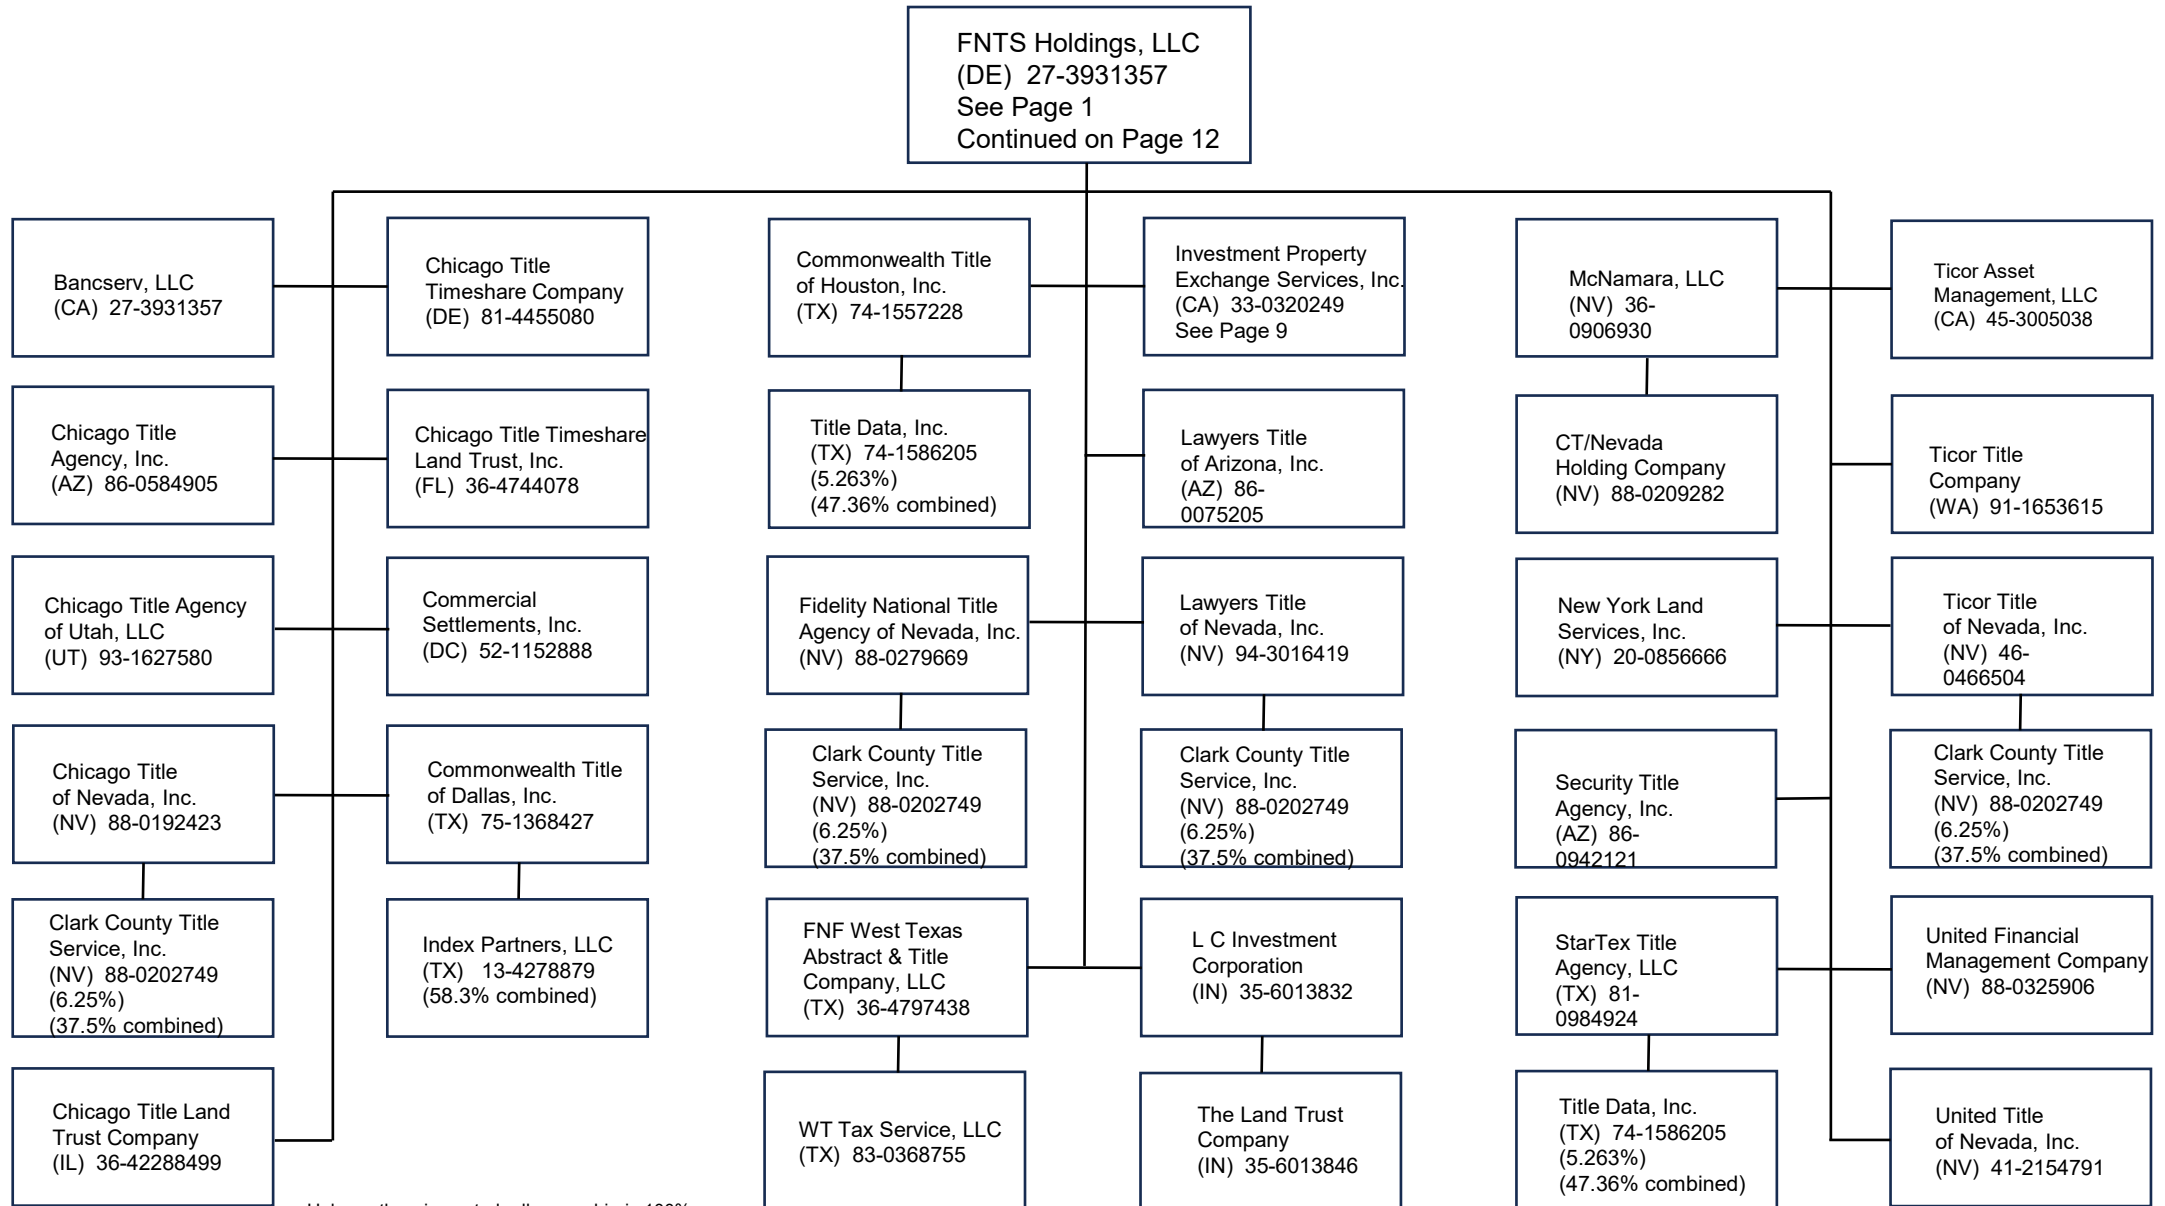 FNTS Holdings, LLC
(DE) 27-3931357
See Page 1
Continued on Page 12
Bancserv, LLC
(CA) 27-3931357
Chicago Title
Timeshare Company
(DE) 81-4455080
Commonwealth Title
of Houston, Inc.
(TX) 74-1557228
Investment Property
Exchange Services, Inc.
(CA) 33-0320249
See Page 9
McNamara, LLC
(NV) 36-
0906930
Ticor Asset
Management, LLC
(CA) 45-3005038
Chicago Title
Agency, Inc.
(AZ) 86-0584905
Chicago Title Timeshare
Land Trust, Inc.
(FL) 36-4744078
Title Data, Inc.
(TX) 74-1586205
(5.263%)
(47.36% combined)
Lawyers Title
of Arizona, Inc.
(AZ) 86-
0075205
CT/Nevada
Holding Company
(NV) 88-0209282
Ticor Title
Company
(WA) 91-1653615
Chicago Title Agency
of Utah, LLC
(UT) 93-1627580
Commercial
Settlements, Inc.
(DC) 52-1152888
Fidelity National Title
Agency of Nevada, Inc.
(NV) 88-0279669
Lawyers Title
of Nevada, Inc.
(NV) 94-3016419
New York Land
Services, Inc.
(NY) 20-0856666
Ticor Title
of Nevada, Inc.
(NV) 46-
0466504
Chicago Title
of Nevada, Inc.
(NV) 88-0192423
Commonwealth Title
of Dallas, Inc.
(TX) 75-1368427
Clark County Title
Service, Inc.
(NV) 88-0202749
(6.25%)
(37.5% combined)
Clark County Title
Service, Inc.
(NV) 88-0202749
(6.25%)
(37.5% combined)
Security Title
Agency, Inc.
(AZ) 86-
0942121
Clark County Title
Service, Inc.
(NV) 88-0202749
(6.25%)
(37.5% combined)
Clark County Title
Service, Inc.
(NV) 88-0202749
(6.25%)
(37.5% combined)
Index Partners, LLC
(TX) 13-4278879
(58.3% combined)
FNF West Texas
Abstract & Title
Company, LLC
(TX) 36-4797438
L C Investment
Corporation
(IN) 35-6013832
StarTex Title
Agency, LLC
(TX) 81-
0984924
United Financial
Management Company
(NV) 88-0325906
Chicago Title Land
Trust Company
(IL) 36-42288499
WT Tax Service, LLC
(TX) 83-0368755
The Land Trust
Company
(IN) 35-6013846
Title Data, Inc.
(TX) 74-1586205
(5.263%)
(47.36% combined)
United Title
of Nevada, Inc.
(NV) 41-2154791